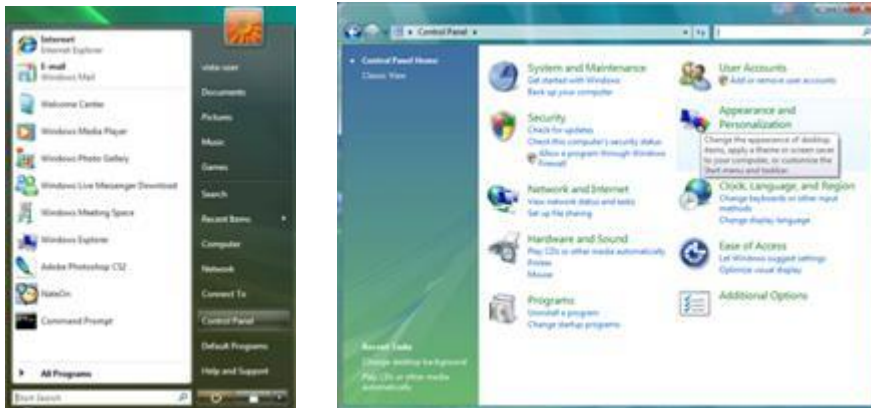 Internet
Internet Explorer
E-mail
Windows Mail
Welcome Center
Windows Media Player
Windows Photo Gallery
Windows Live Messenger Download
Windows Meeting Space
Windows Explorer
Adobe Photoshop CS2
NateOn
Command Prompt
All Programs
Start Search
vista user
Documents
Pictures
Music
Games
Search
Recent Items
Computer
Network
Connect To
Control Panel
Default Programs
Help and Support
Control Panel
Control Panel Home
Classic View
Recent Tasks
Change desktop background
Play CDs or other media
automatically
System and Maintenance
Get started with Windows
Back up your computer
Security
Check for updates
Check this computer's security status
Allow a program through Windows
Firewall
Network and Internet
View network status and tasks
Set up file sharing
Hardware and Sound
Play CDs or other media automatically
Printer
Mouse
Programs
Uninstall a program
Change startup programs
User Accounts
Add or remove user accounts
Appearance and
Personalization
Change the appearance of desktop
items, apply a theme or screen saver
to your computer, or customize the
Start menu and taskbar.
Clock, Language, and Region
Change keyboards or other input
methods
Change display language
Ease of Access
Let Windows suggest settings
Optimize visual display
Additional Options